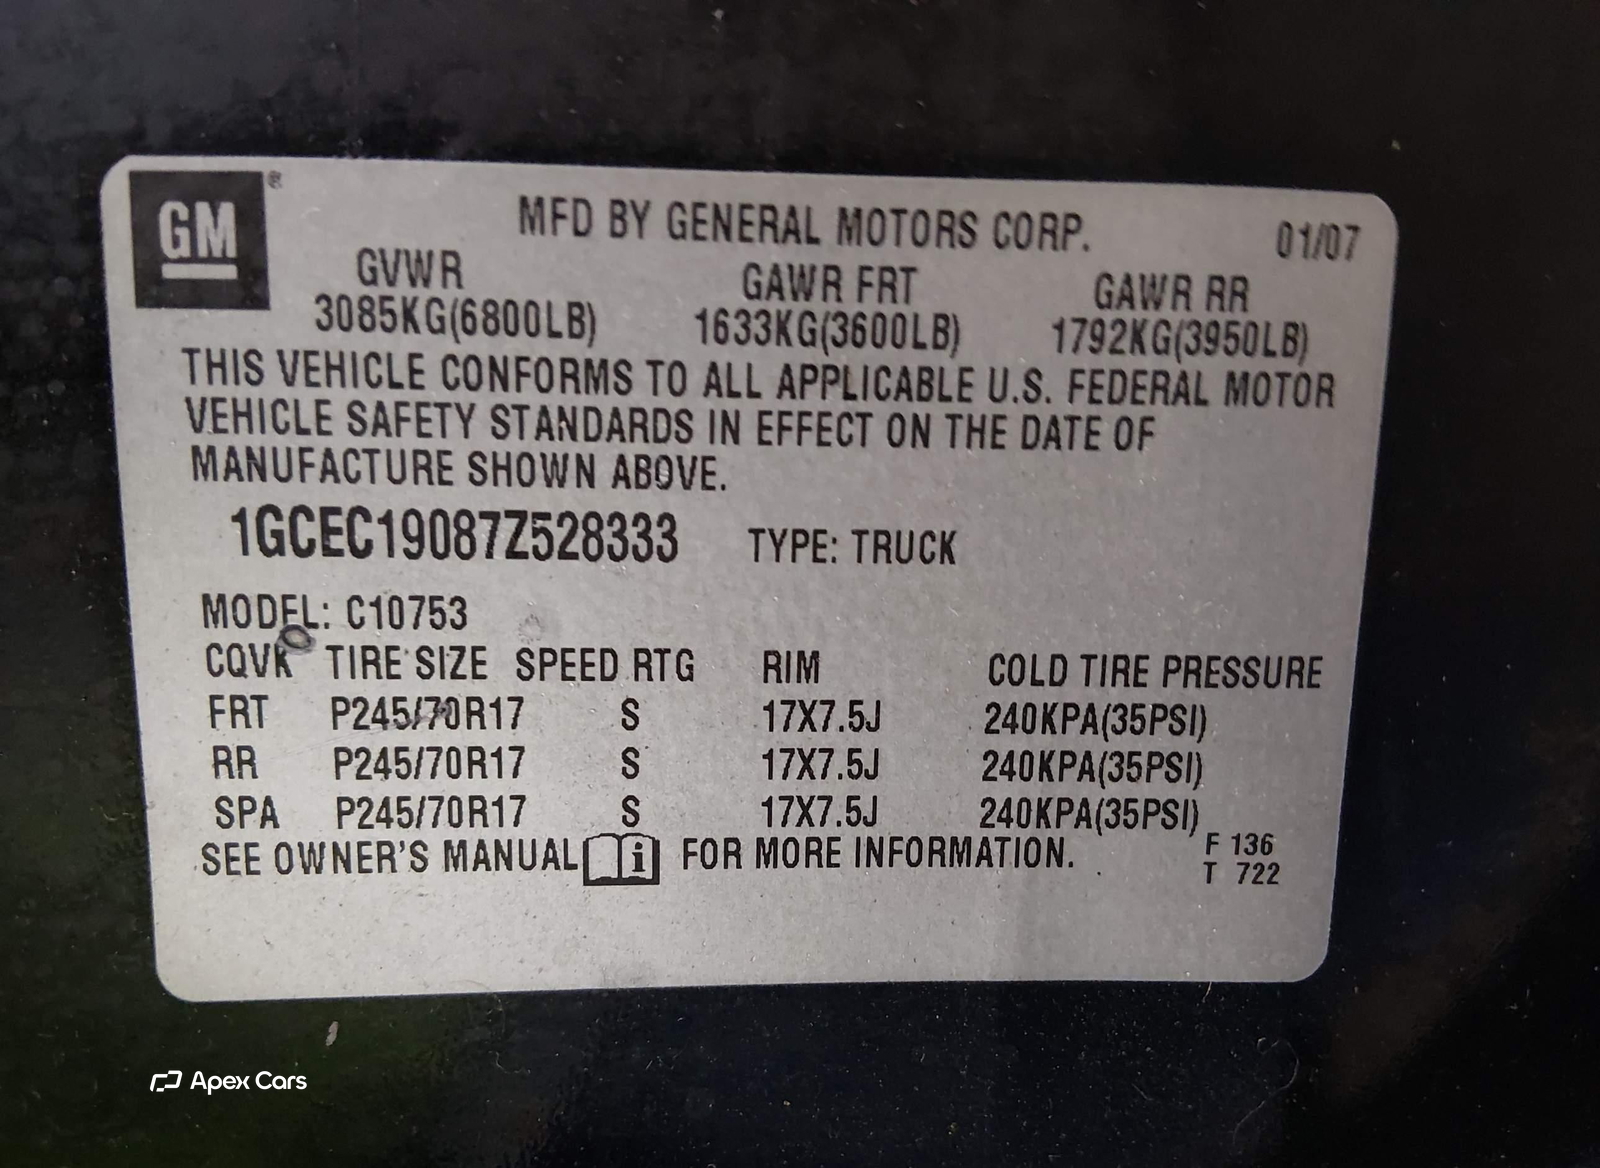 GM®
MFD BY GENERAL MOTORS CORP. 01/07
GVWR GAWR FRT GAWR RR
3085KG(6800LB) 1633KG(3600LB) 1792KG(3950LB)
THIS VEHICLE CONFORMS TO ALL APPLICABLE U.S. FEDERAL MOTOR
VEHICLE SAFETY STANDARDS IN EFFECT ON THE DATE OF
MANUFACTURE SHOWN ABOVE.
1GCEC19087Z528333 TYPE: TRUCK
MODEL: C10753
CQVK TIRE SIZE SPEED RTG RIM COLD TIRE PRESSURE
FRT P245/70R17 S 17X7.5J 240KPA(35PSI)
RR P245/70R17 S 17X7.5J 240KPA(35PSI)
SPA P245/70R17 S 17X7.5J 240KPA(35PSI)
SEE OWNER'S MANUAL i FOR MORE INFORMATION.
F 136
T 722
Apex Cars